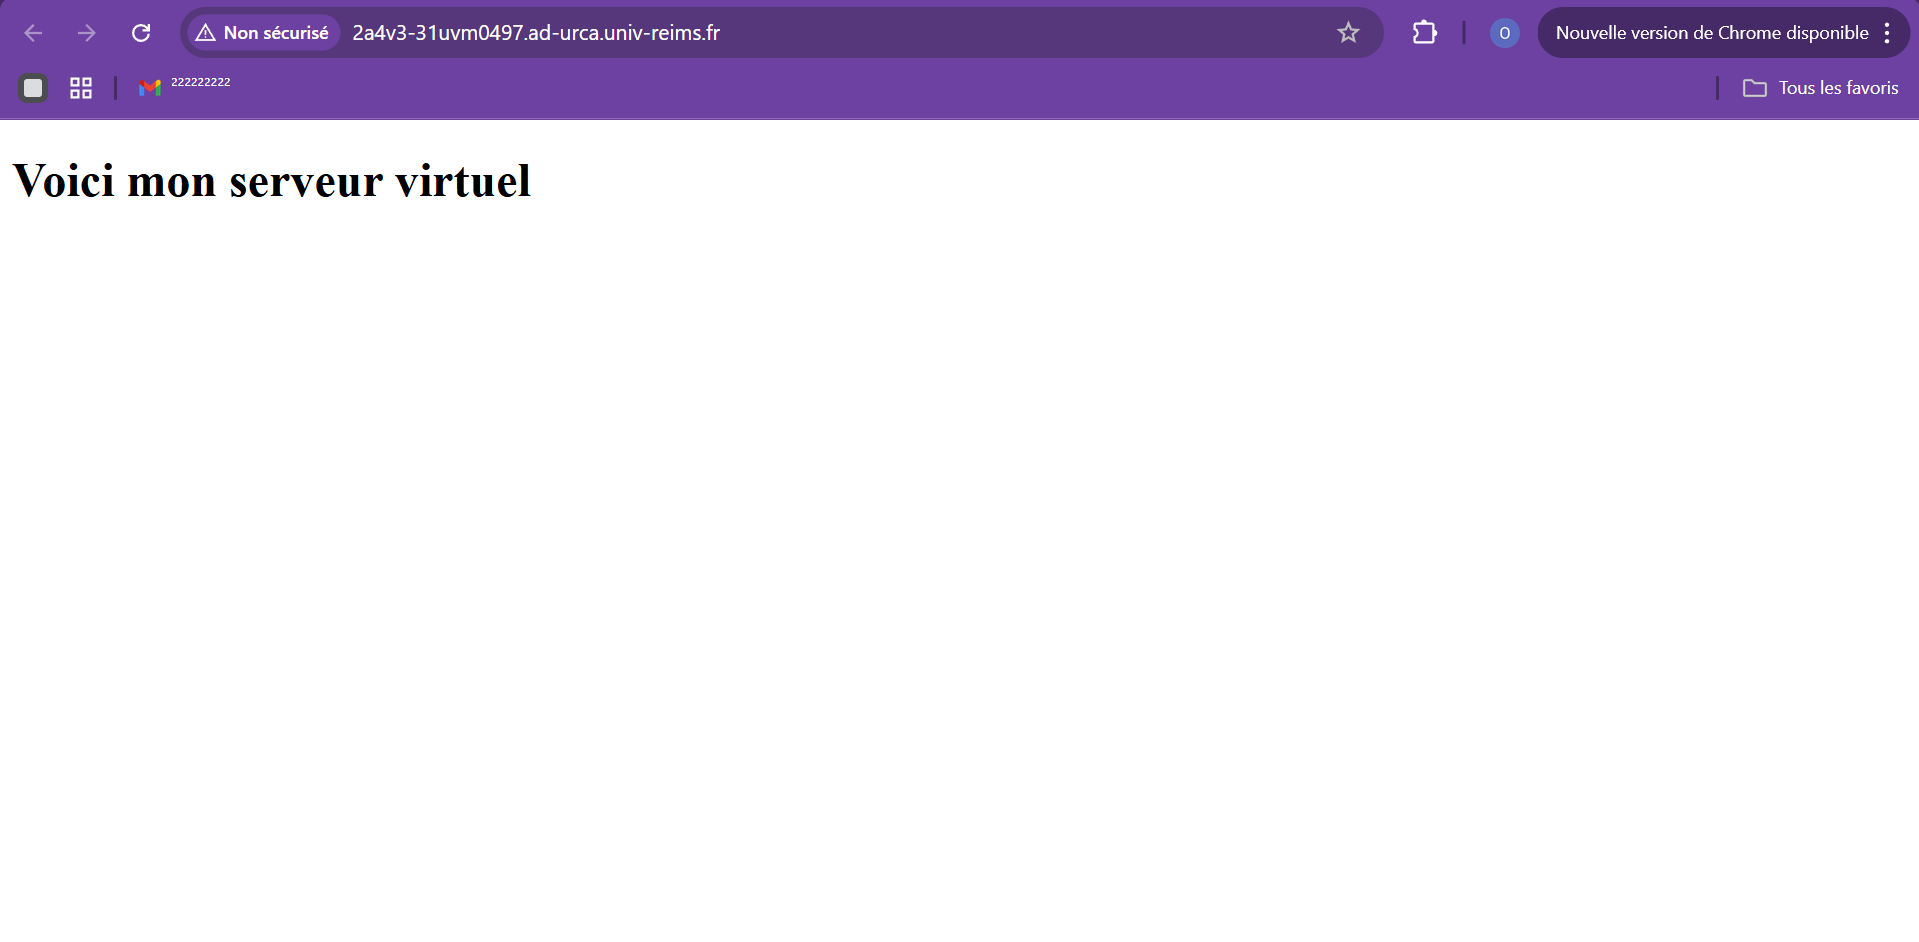 Non sécurisé 2a4v3-31uvm0497.ad-urca.univ-reims.fr O Nouvelle version de Chrome disponible
²²²²²²²²² Tous les favoris
Voici mon serveur virtuel